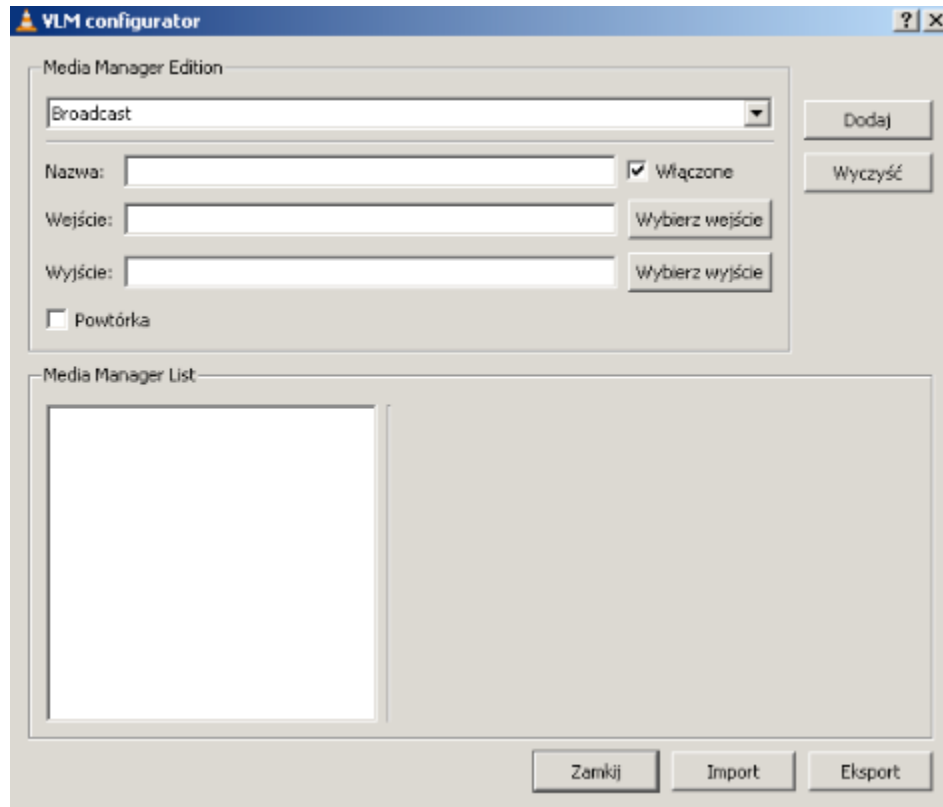 VLM configurator
Media Manager Edition
Broadcast
Dodaj
Nazwa:
Włączone
Wyczyść
Wejście:
Wybierz wejście
Wyjście:
Wybierz wyjście
Powtórka
Media Manager List
Zamkij
Import
Eksport